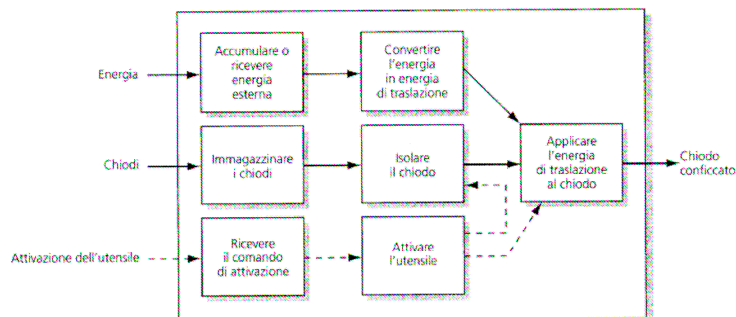 Energia
Accumulare o
ricevere
energia
esterna
Convertire
l'energia
in energia
di traslazione
Chiodi
Immagazzinare
i chiodi
Isolare
il chiodo
Applicare
l'energia
di traslazione
al chiodo
Chiodo
conficcato
Attivazione dell'utensile
Ricevere
il comando
di attivazione
Attivare
l'utensile